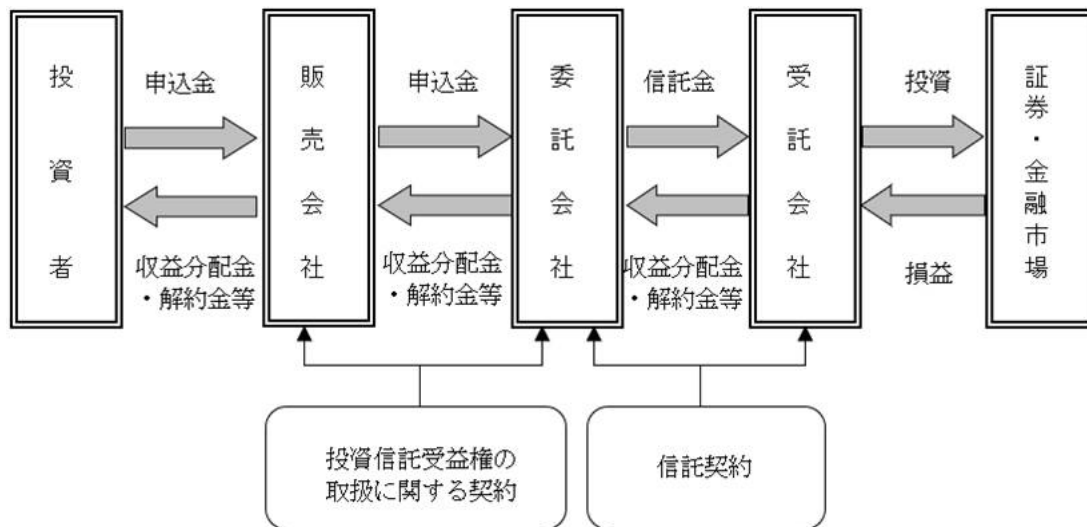 投資者
申込金
収益分配金
・解約金等
販売会社
申込金
収益分配金
・解約金等
委託会社
信託金
収益分配金
・解約金等
受託会社
投資
損益
証券・金融市場
投資信託受益権の
取扱に関する契約
信託契約